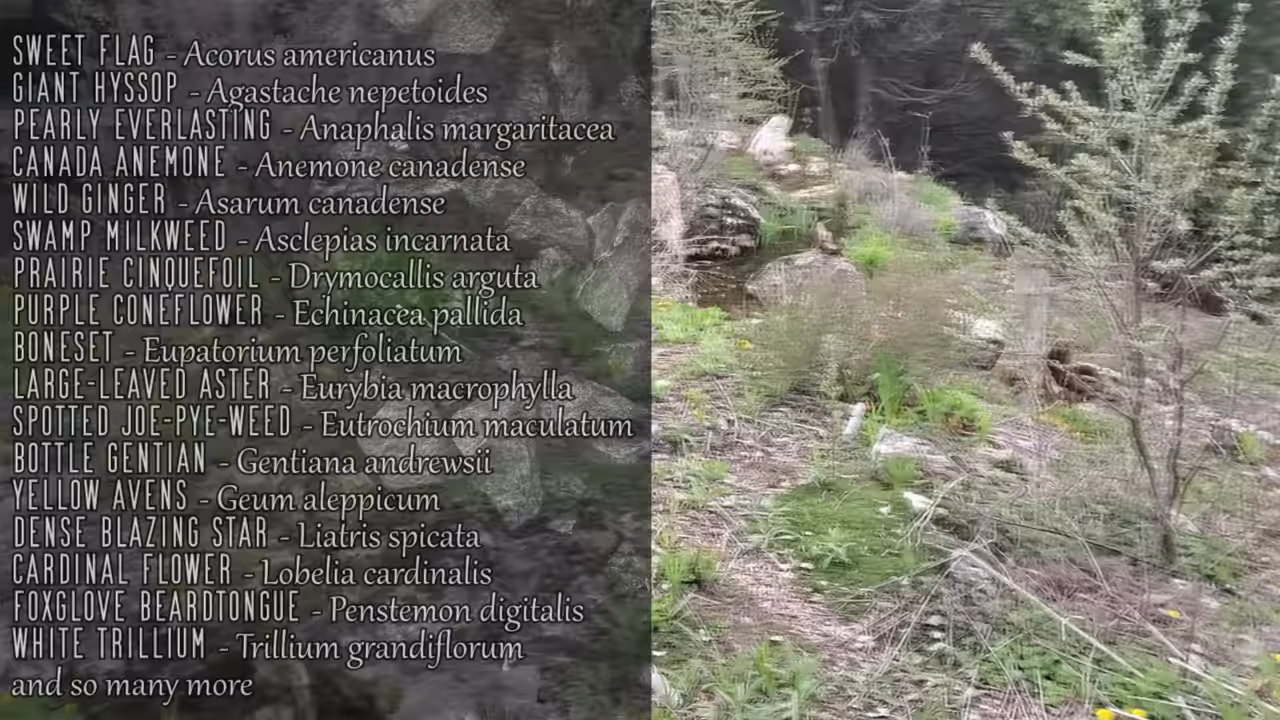 SWEET FLAG - Acorus americanus
GIANT HYSSOP - Agastache nepetoides
PEARLY EVERLASTING - Anaphalis margaritacea
CANADA ANEMONE - Anemone canadense
WILD GINGER - Asarum canadense
SWAMP MILKWEED - Asclepias incarnata
PRAIRIE CINQUEFOIL - Drymocallis arguta
PURPLE CONEFLOWER - Echinacea pallida
BONESET - Eupatorium perfoliatum
LARGE-LEAVED ASTER - Eurybia macrophylla
SPOTTED JOE-PYE-WEED - Eutrochium maculatum
BOTTLE GENTIAN - Gentiana andrewsii
YELLOW AVENS - Geum aleppicum
DENSE BLAZING STAR - Liatris spicata
CARDINAL FLOWER - Lobelia cardinalis
FOXGLOVE BEARDTONGUE - Penstemon digitalis
WHITE TRILLIUM - Trillium grandiflorum
and so many more